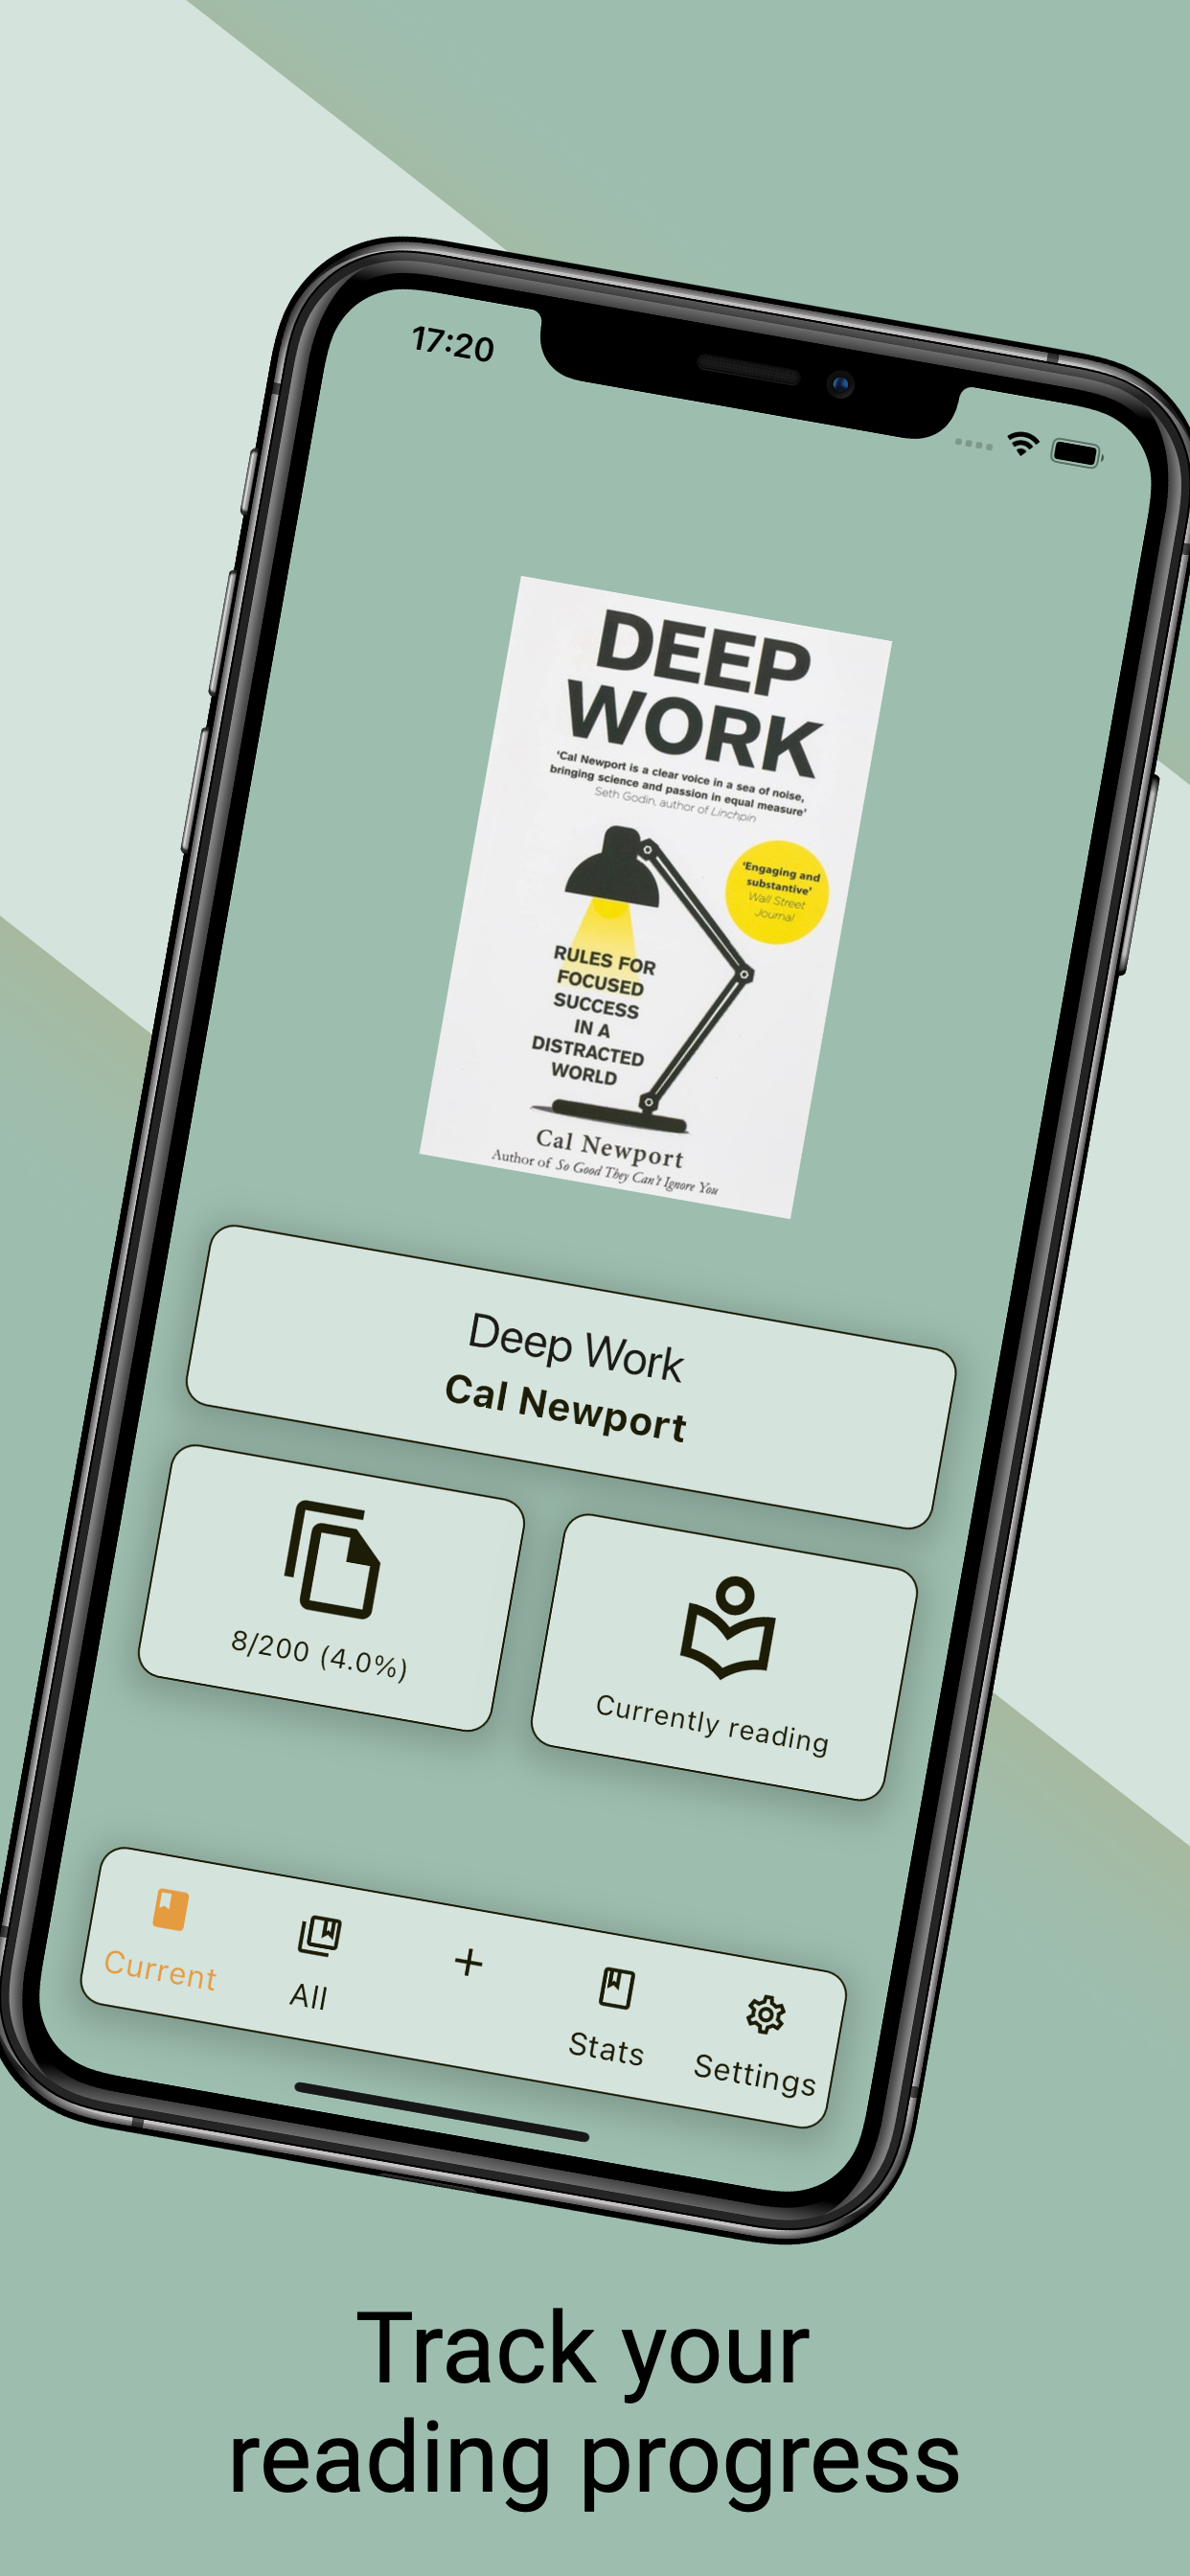 17:20
DEEP
WORK
'Cal Newport is a clear voice in a sea of noise,
bringing science and passion in equal measure'
Seth Godin, author of Linchpin
'Engaging and
substantive'
Wall Street
Journal
RULES FOR
FOCUSED
SUCCESS
IN A
DISTRACTED
WORLD
Cal Newport
Author of So Good They Can't Ignore You
Deep Work
Cal Newport
8/200 (4.0%)
Currently reading
Current
All
Stats
Settings
Track your
reading progress